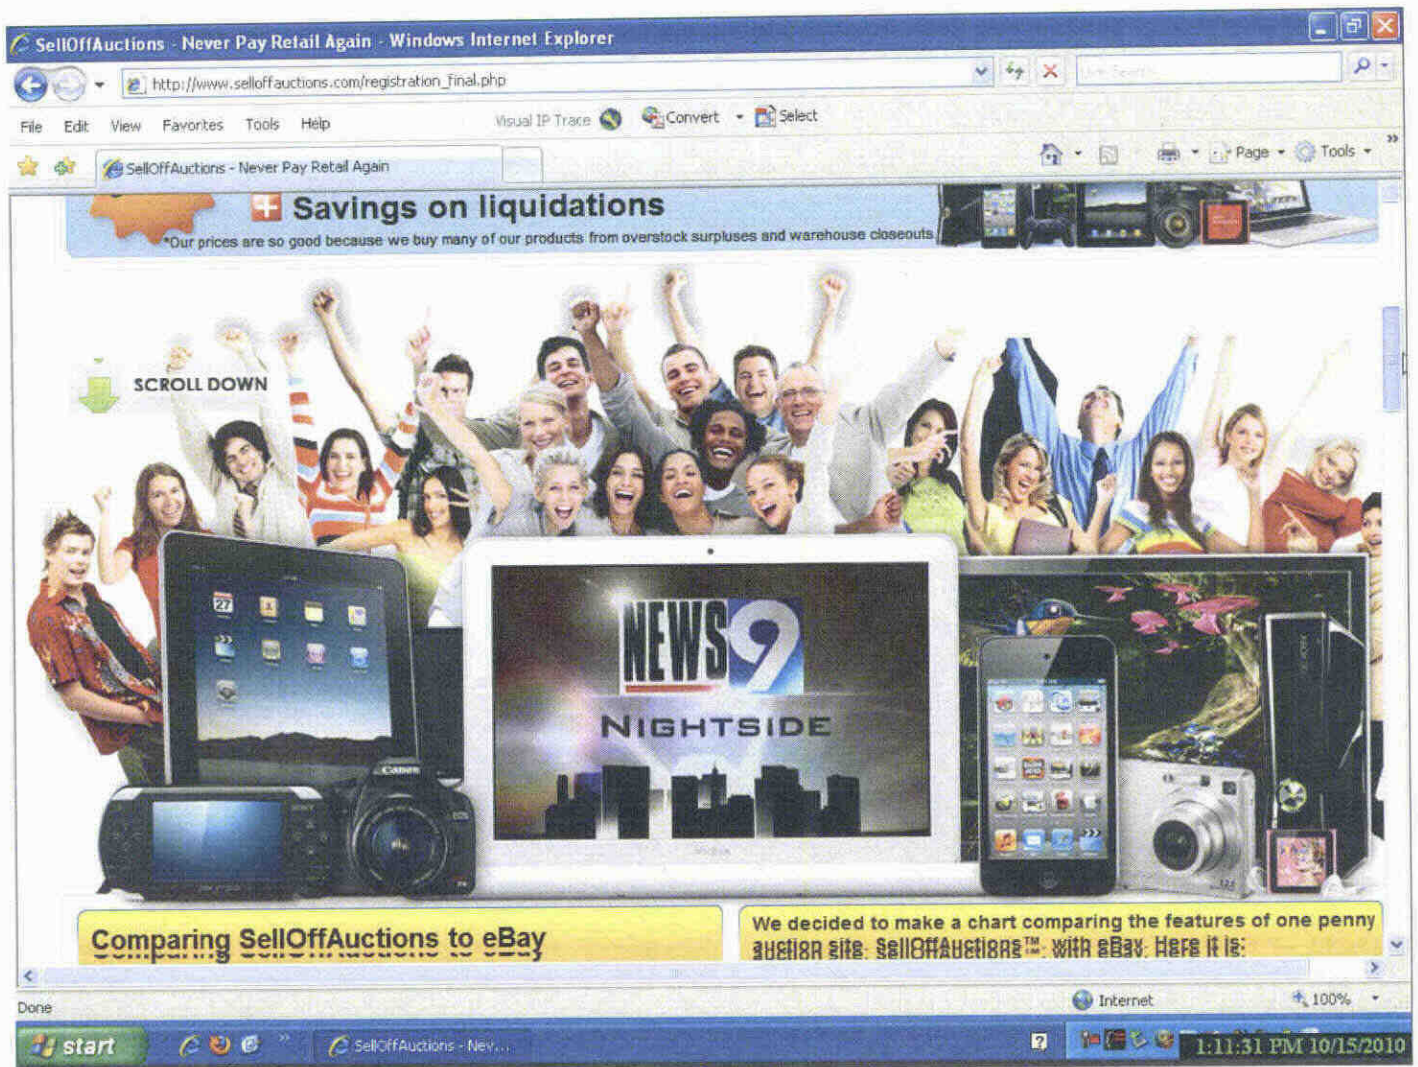 SellOffAuctions - Never Pay Retail Again - Windows Internet Explorer
http://www.selloffauctions.com/registration_final.php
File Edit View Favorites Tools Help
Visual IP Trace Convert Select
SellOffAuctions - Never Pay Retail Again
Page Tools
Savings on liquidations
*Our prices are so good because we buy many of our products from overstock surpluses and warehouse closeouts.
SCROLL DOWN
27
NEWS 9
NIGHTSIDE
Canon
EOS
SONY
Comparing SellOffAuctions to eBay
We decided to make a chart comparing the features of one penny
auction site, SellOffAuctions™, with eBay. Here it is:
Done
Internet
100%
start
SellOffAuctions - Nev...
1:11:31 PM 10/15/2010